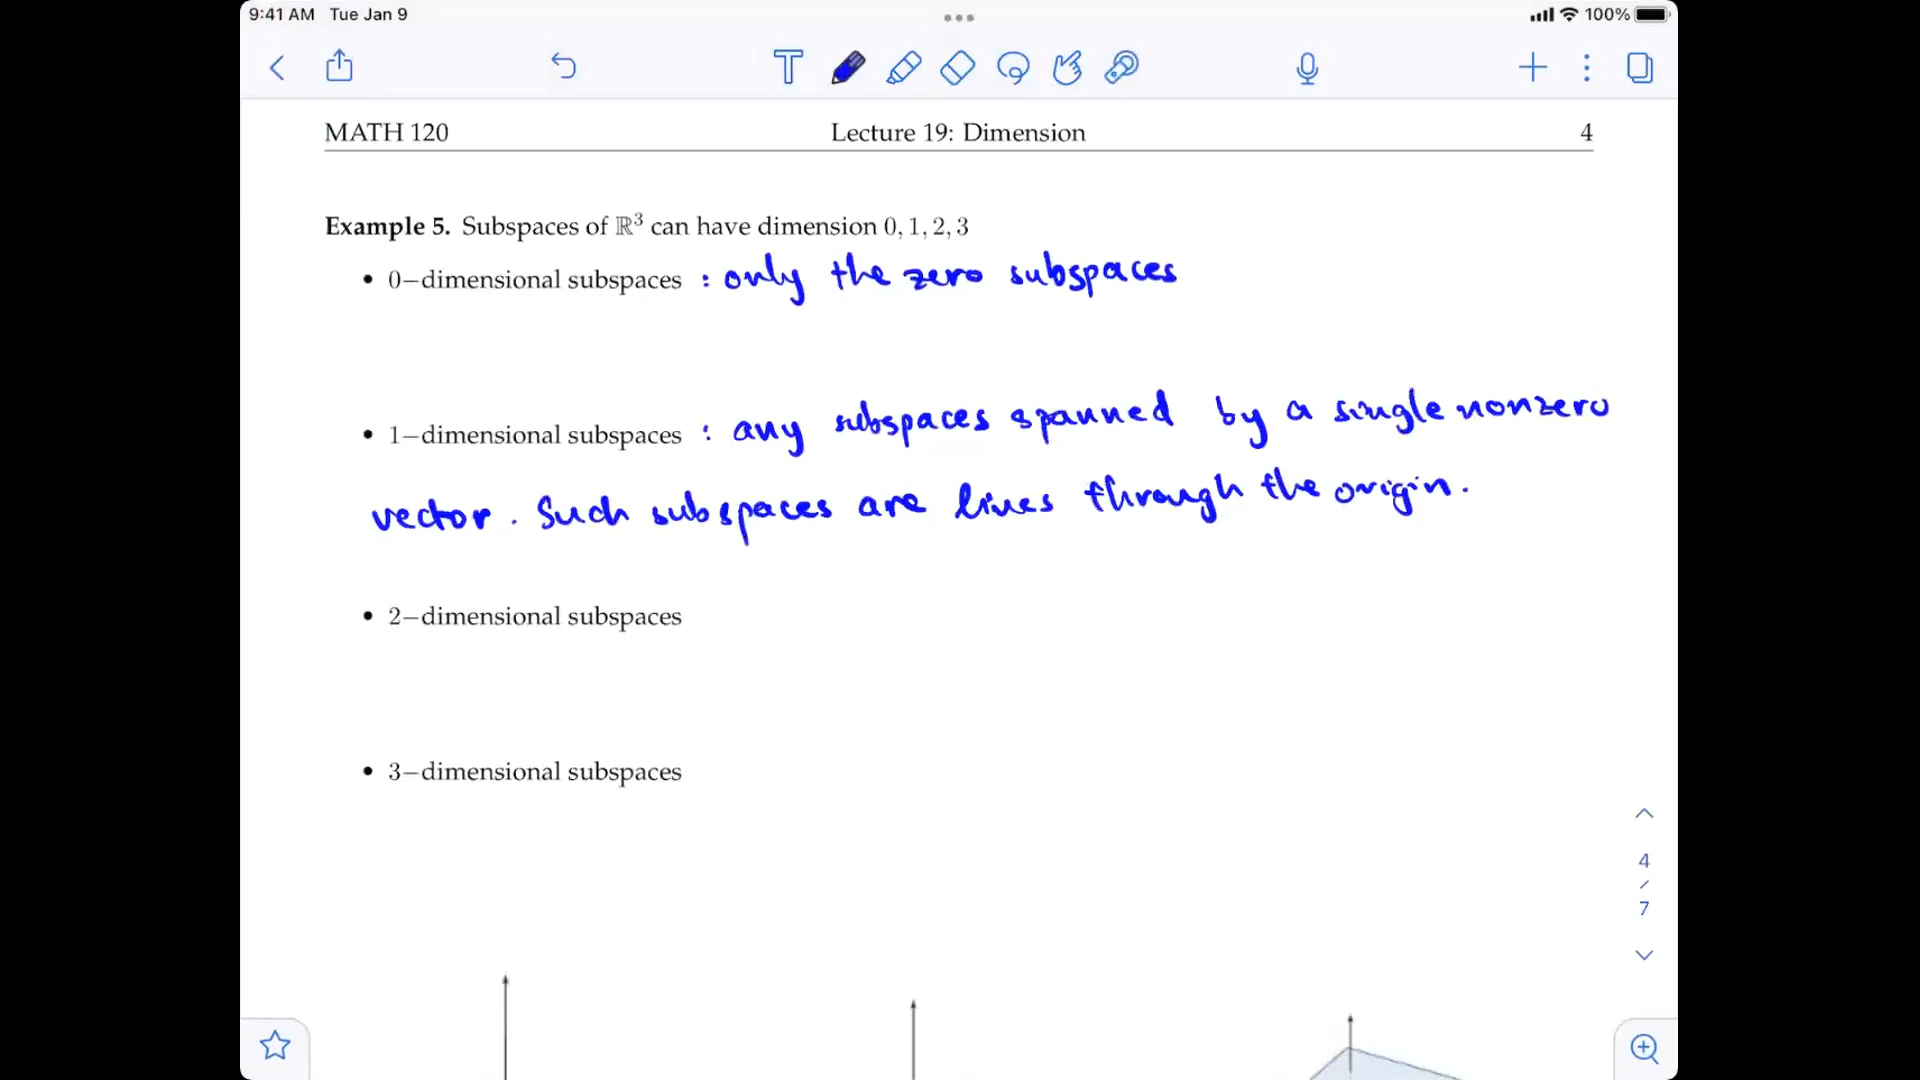 9:41 AM Tue Jan 9
100%
T
MATH 120 Lecture 19: Dimension 4
Example 5. Subspaces of ℝ³ can have dimension 0, 1, 2, 3
• 0−dimensional subspaces : only the zero subspaces
• 1−dimensional subspaces : any subspaces spanned by a single nonzero
vector. Such subspaces are lines through the origin.
• 2−dimensional subspaces
• 3−dimensional subspaces
4
/
7